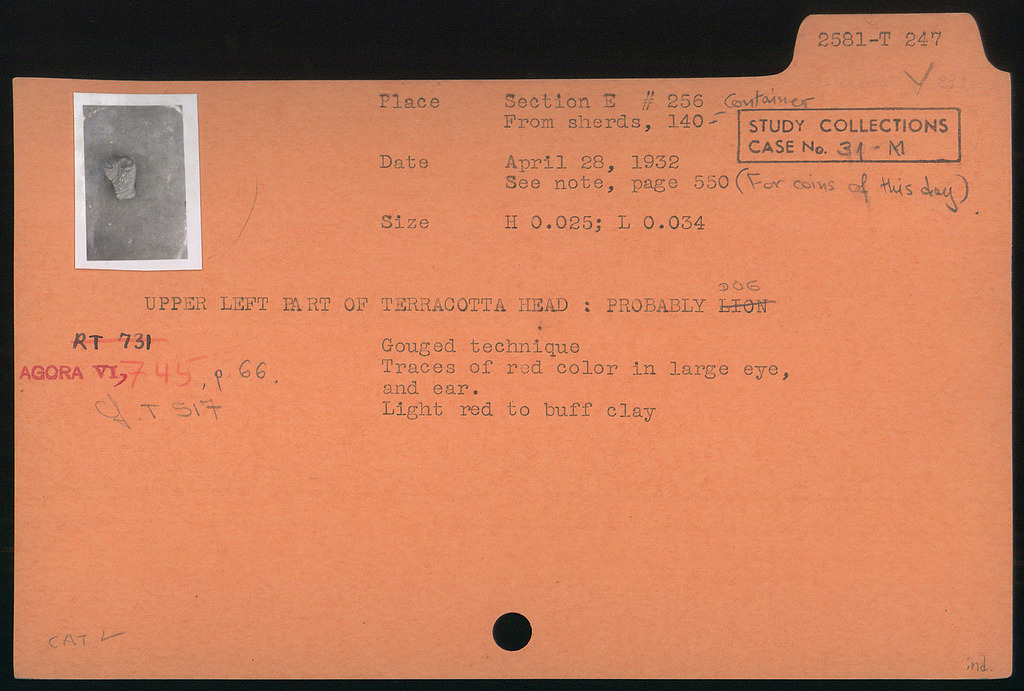 2581-T 247
Place Section E # 256 Container
From sherds, 140-
STUDY COLLECTIONS
CASE No. 31-M
Date April 28, 1932
See note, page 550 (For coins of this day)
Size H 0.025; L 0.034
DOG
UPPER LEFT PART OF TERRACOTTA HEAD : PROBABLY LION
RT 731
AGORA VI, 745, p. 66.
cf. T 517
Gouged technique
Traces of red color in large eye,
and ear.
Light red to buff clay
CAT
ind.